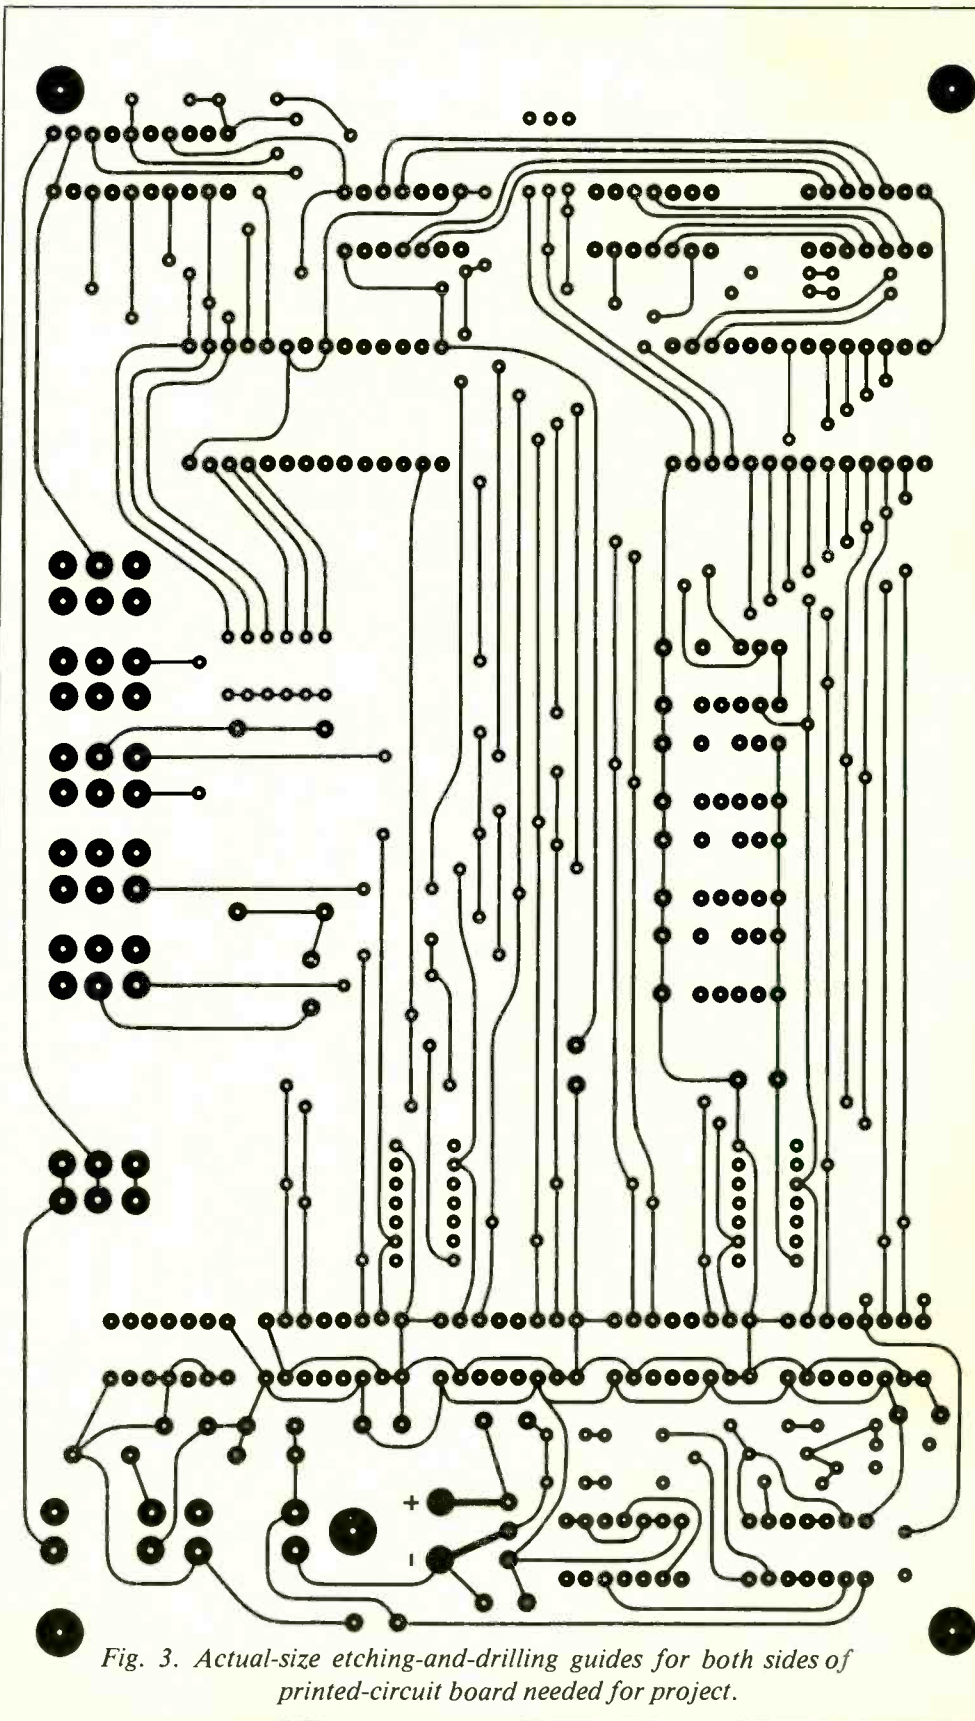 +
-
Fig. 3. Actual-size etching-and-drilling guides for both sides of
printed-circuit board needed for project.